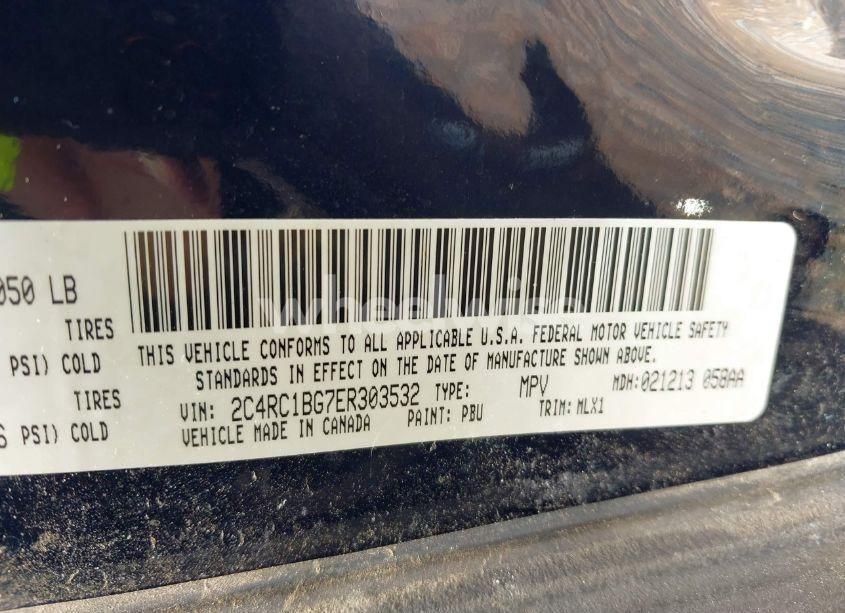 050 LB
TIRES
PSI) COLD
PSI) COLD
wheelwise
THIS VEHICLE CONFORMS TO ALL APPLICABLE U.S.A. FEDERAL MOTOR VEHICLE SAFETY
STANDARDS IN EFFECT ON THE DATE OF MANUFACTURE SHOWN ABOVE.
VIN: 2C4RC1BG7ER303532 TYPE: MPV MDH:021213 058AA
VEHICLE MADE IN CANADA PAINT: PBU TRIM: MLX1